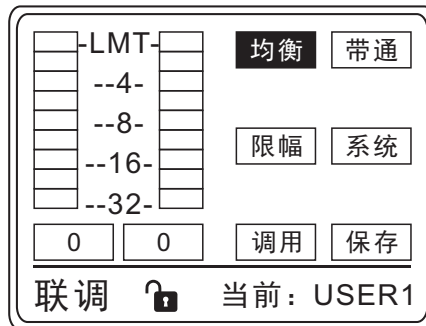 -LMT- 均衡 带通
--4-
--8-
--16- 限幅 系统
--32-
0 0 调用 保存
联调 当前：USER1